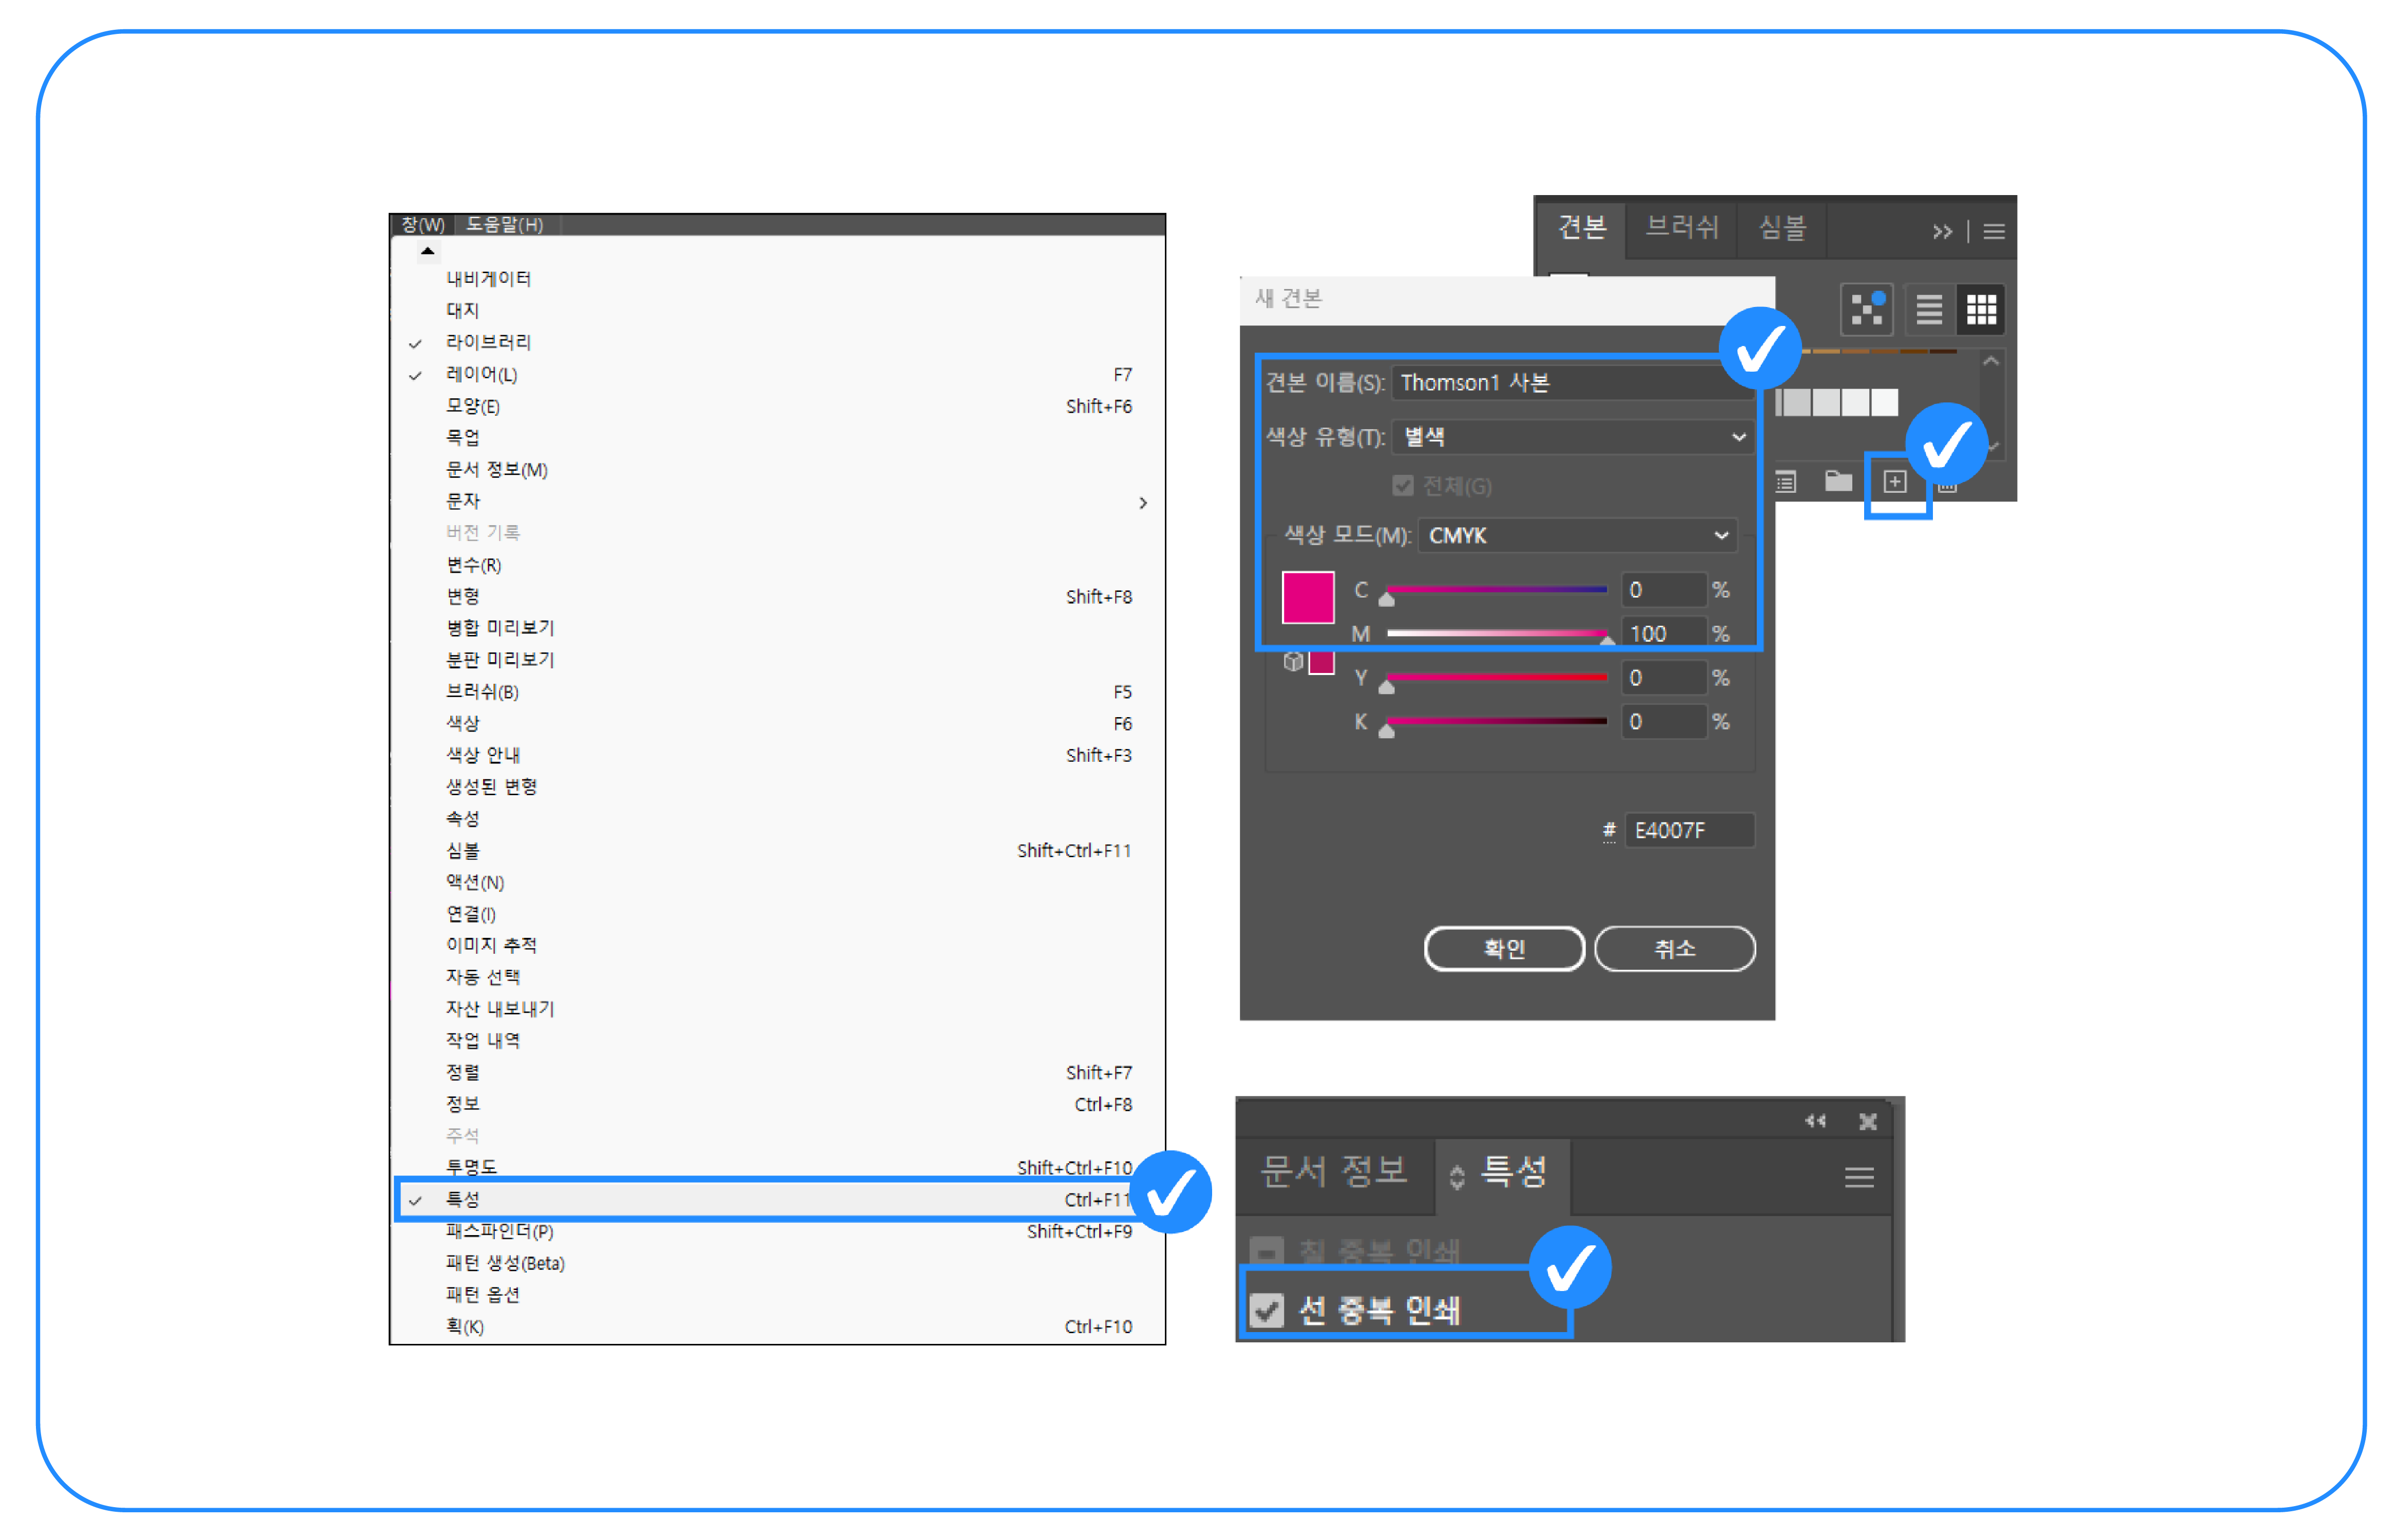 창(W) 도움말(H)
내비게이터
대지
라이브러리
레이어(L) F7
모양(E) Shift+F6
목업
문서 정보(M)
문자
버전 기록
변수(R)
변형 Shift+F8
병합 미리보기
분판 미리보기
브러쉬(B) F5
색상 F6
색상 안내 Shift+F3
생성된 변형
속성
심볼 Shift+Ctrl+F11
액션(N)
연결(I)
이미지 추적
자동 선택
자산 내보내기
작업 내역
정렬 Shift+F7
정보 Ctrl+F8
주석
투명도 Shift+Ctrl+F10
특성 Ctrl+F11
패스파인더(P) Shift+Ctrl+F9
패턴 생성(Beta)
패턴 옵션
획(K) Ctrl+F10
견본 브러쉬 심볼
새 견본
견본 이름(S): Thomson1 사본
색상 유형(T): 별색
전체(G)
색상 모드(M): CMYK
C 0 %
M 100 %
Y 0 %
K 0 %
# E4007F
확인 취소
문서 정보 특성
칠 중복 인쇄
선 중복 인쇄